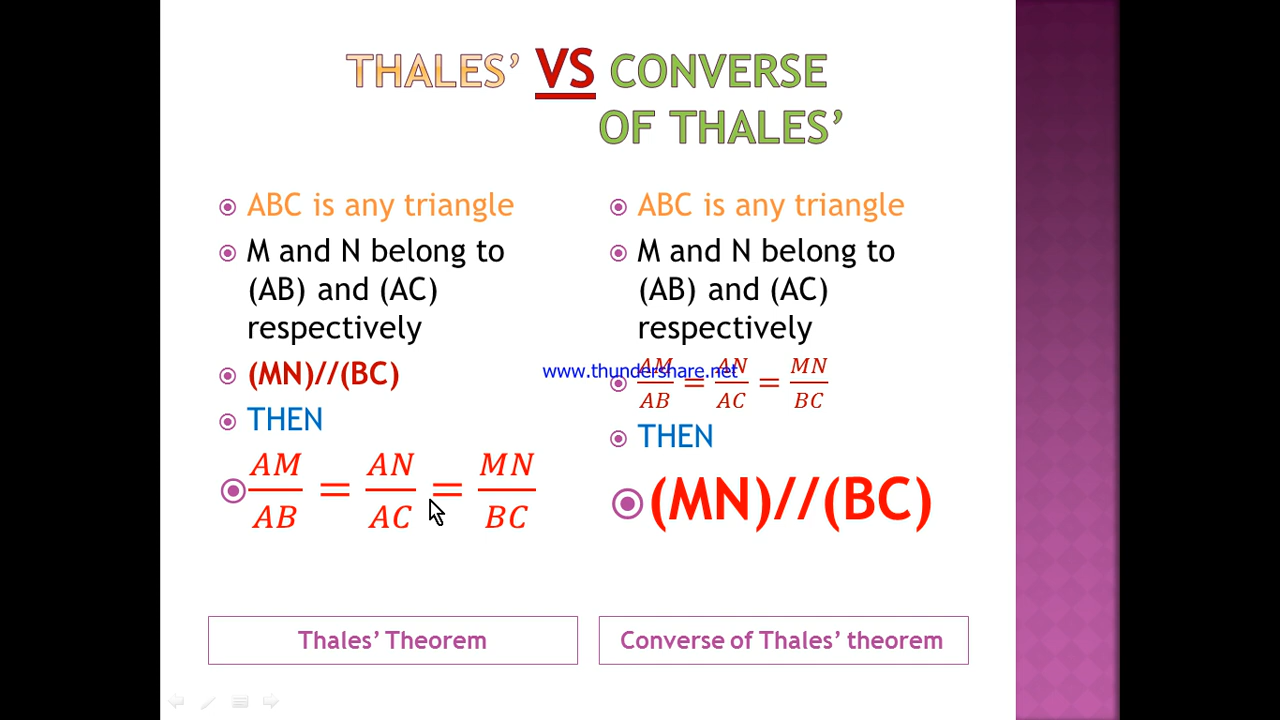 THALES’ VS CONVERSE
OF THALES’
ABC is any triangle
M and N belong to
(AB) and (AC)
respectively
(MN)//(BC)
THEN
AM/AB = AN/AC = MN/BC
Thales’ Theorem
ABC is any triangle
M and N belong to
(AB) and (AC)
respectively
www.thundershare.net
AM/AB = AN/AC = MN/BC
THEN
(MN)//(BC)
Converse of Thales’ theorem